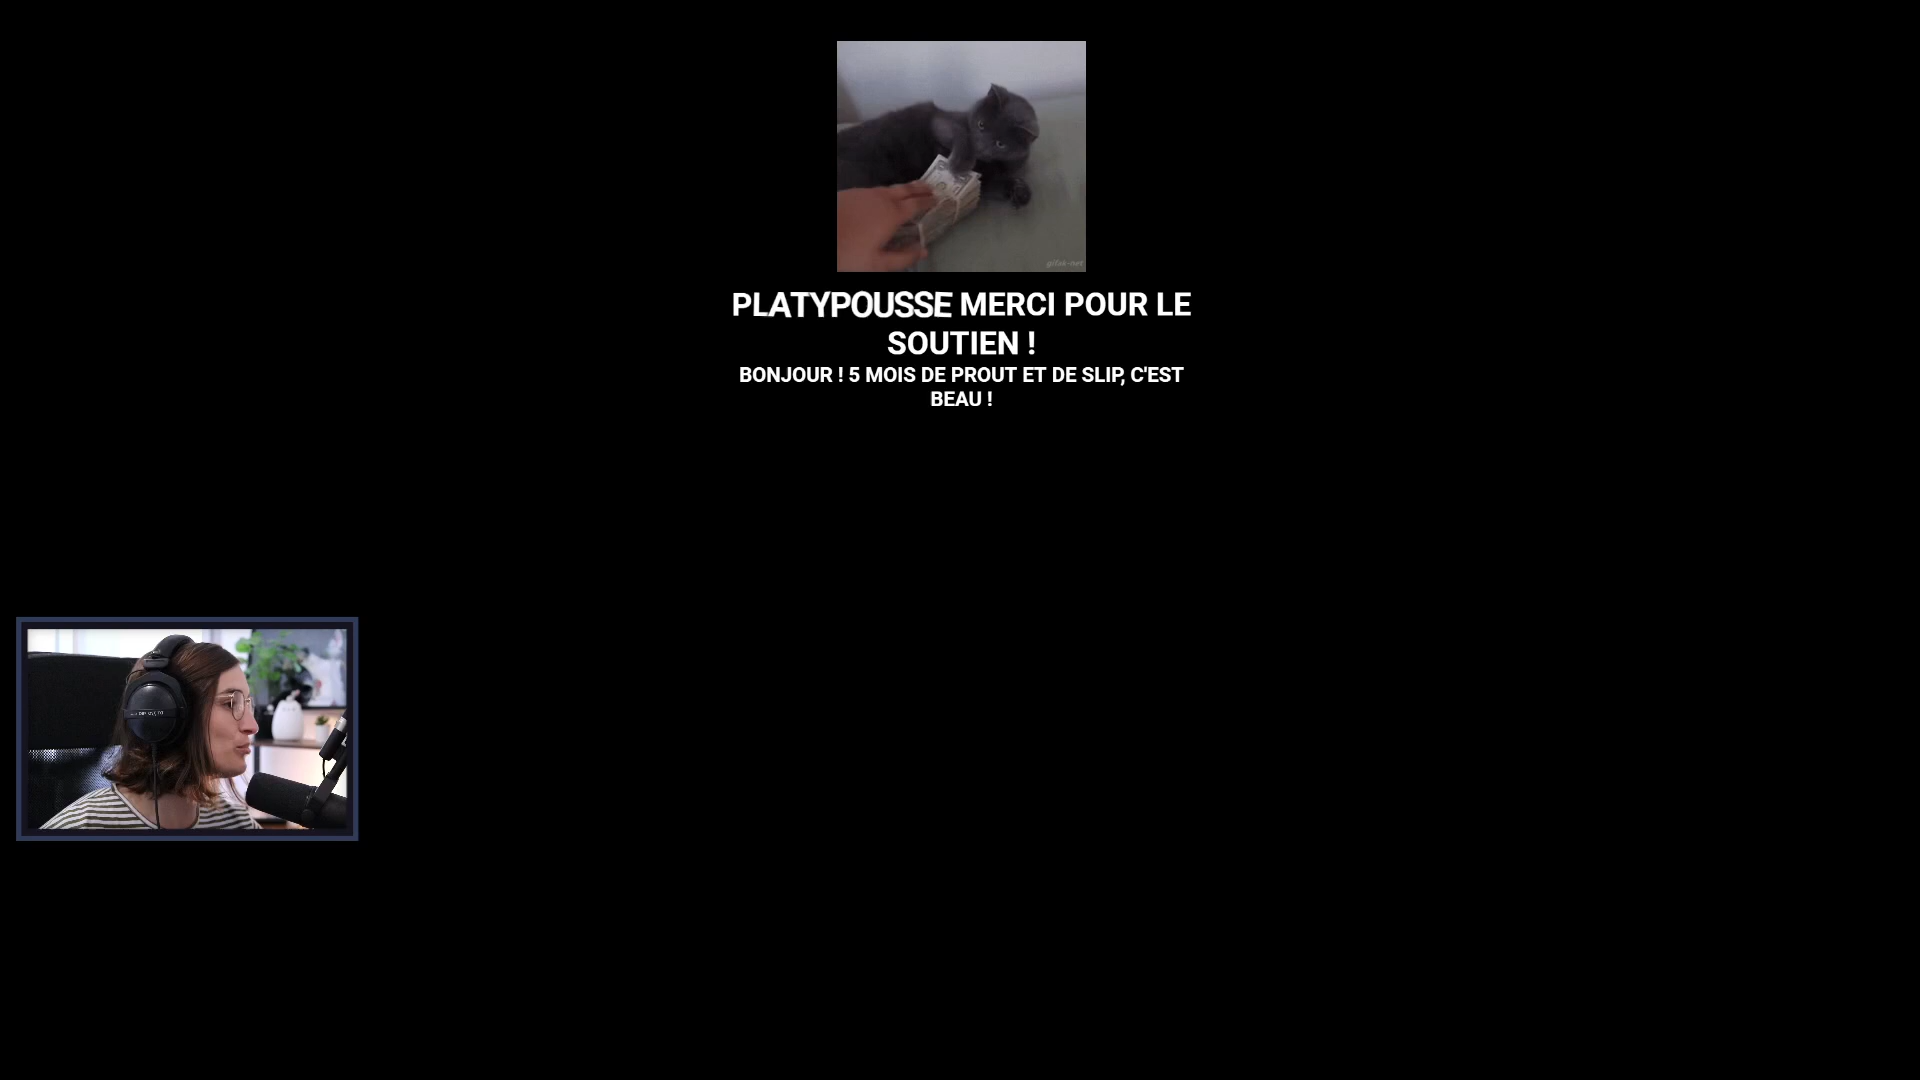 PLATYPOUSSE MERCI POUR LE
SOUTIEN !
BONJOUR ! 5 MOIS DE PROUT ET DE SLIP, C'EST
BEAU !